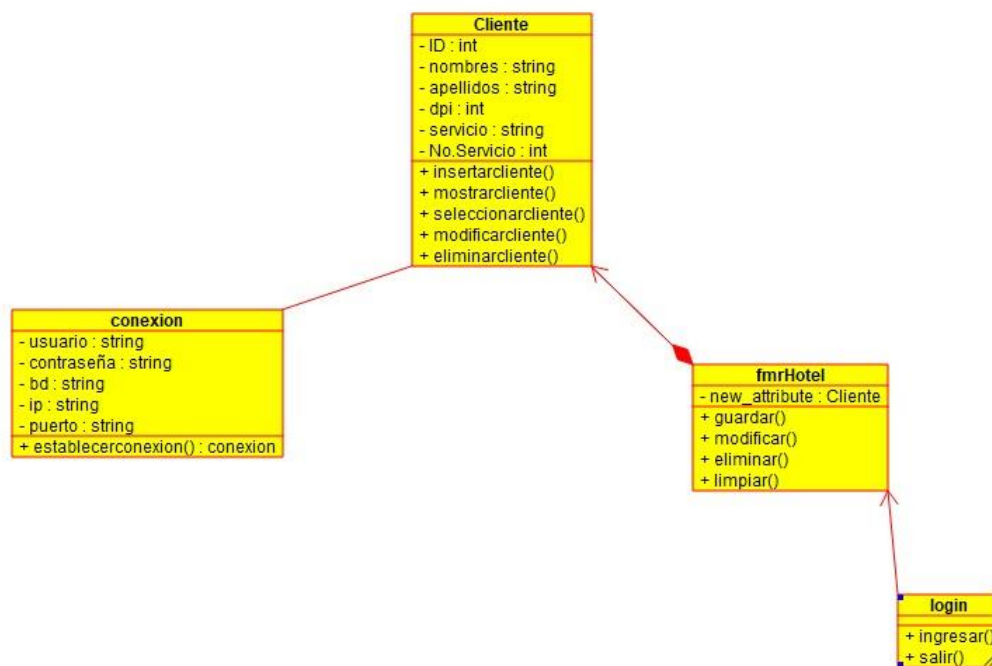 Cliente
- ID : int
- nombres : string
- apellidos : string
- dpi : int
- servicio : string
- No.Servicio : int
+ insertarcliente()
+ mostrarcliente()
+ seleccionarcliente()
+ modificarcliente()
+ eliminarcliente()
conexion
- usuario : string
- contraseña : string
- bd : string
- ip : string
- puerto : string
+ establecerconexion() : conexion
fmrHotel
- new_attribute : Cliente
+ guardar()
+ modificar()
+ eliminar()
+ limpiar()
login
+ ingresar()
+ salir()